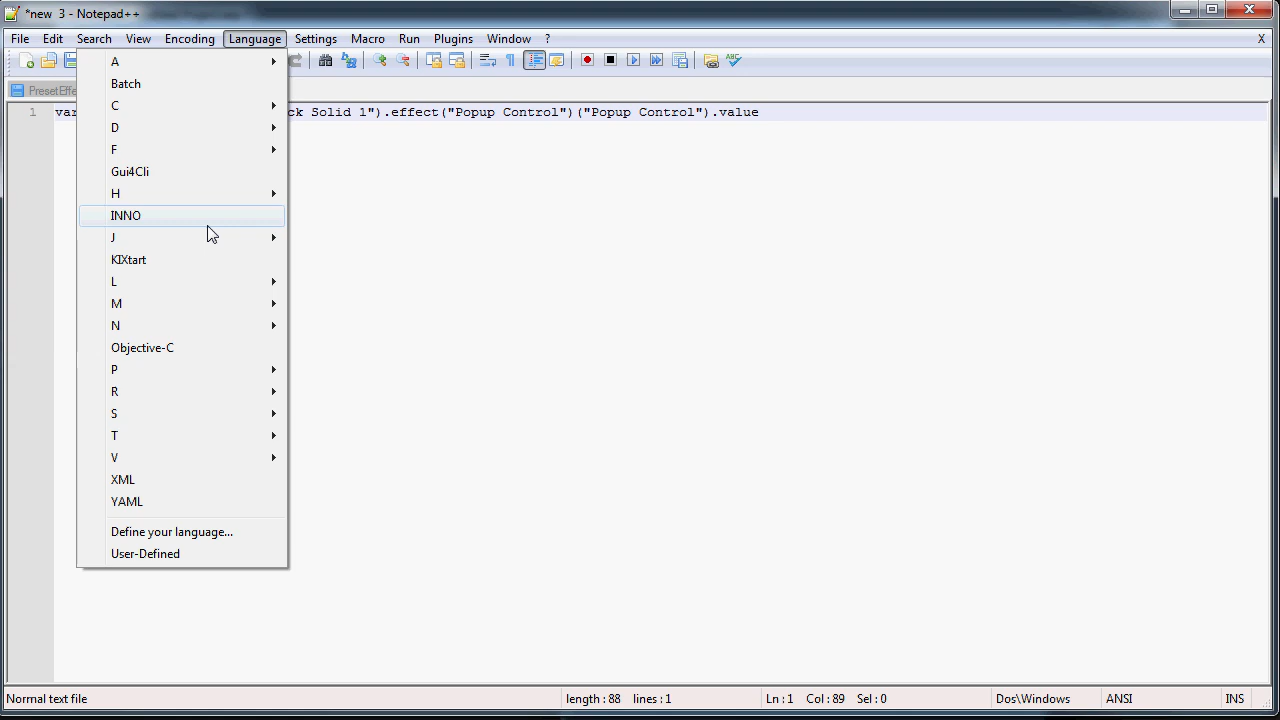 *new 3 - Notepad++
File Edit Search View Encoding Language Settings Macro Run Plugins Window ? X
PresetEffe
1 var ck Solid 1").effect("Popup Control")("Popup Control").value
A
Batch
C
D
F
Gui4Cli
H
INNO
J
KIXtart
L
M
N
Objective-C
P
R
S
T
V
XML
YAML
Define your language...
User-Defined
Normal text file length : 88 lines : 1 Ln : 1 Col : 89 Sel : 0 Dos\Windows ANSI INS